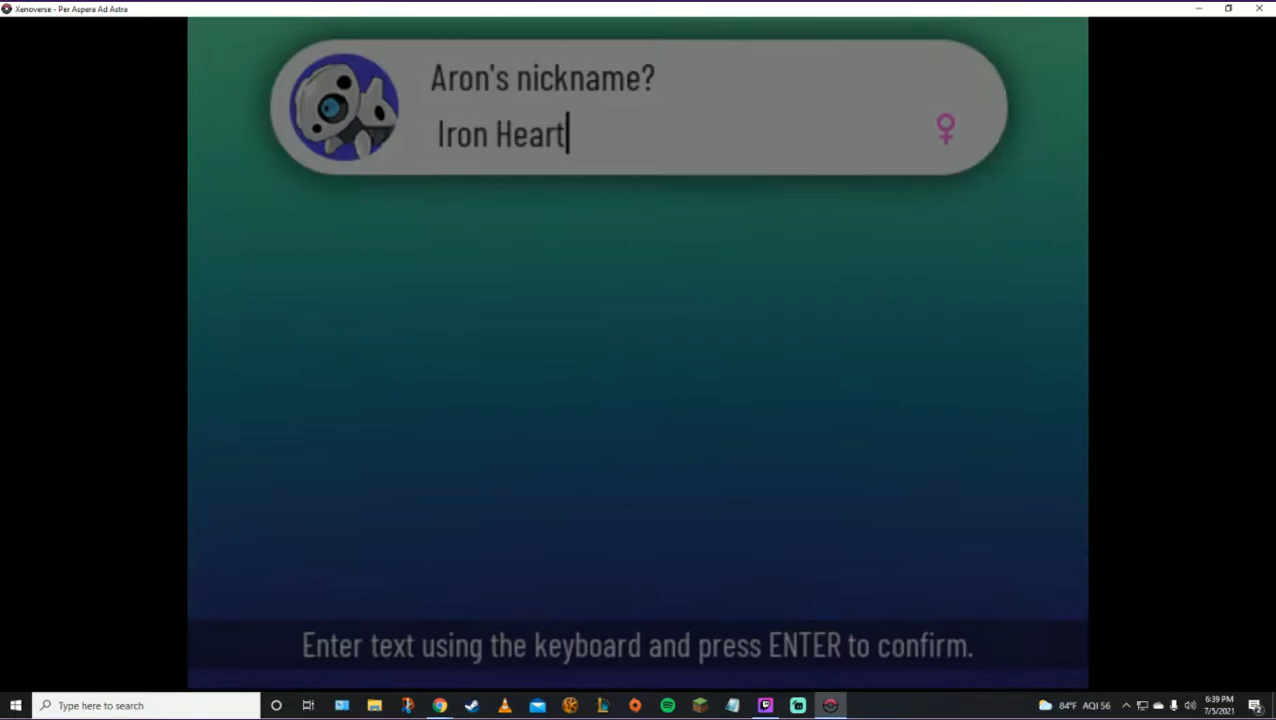 Xenoverse - Per Aspera Ad Astra
Aron's nickname?
Iron Heart
♀
Enter text using the keyboard and press ENTER to confirm.
Type here to search
84°F AQI 56
6:39 PM
7/5/2021
2